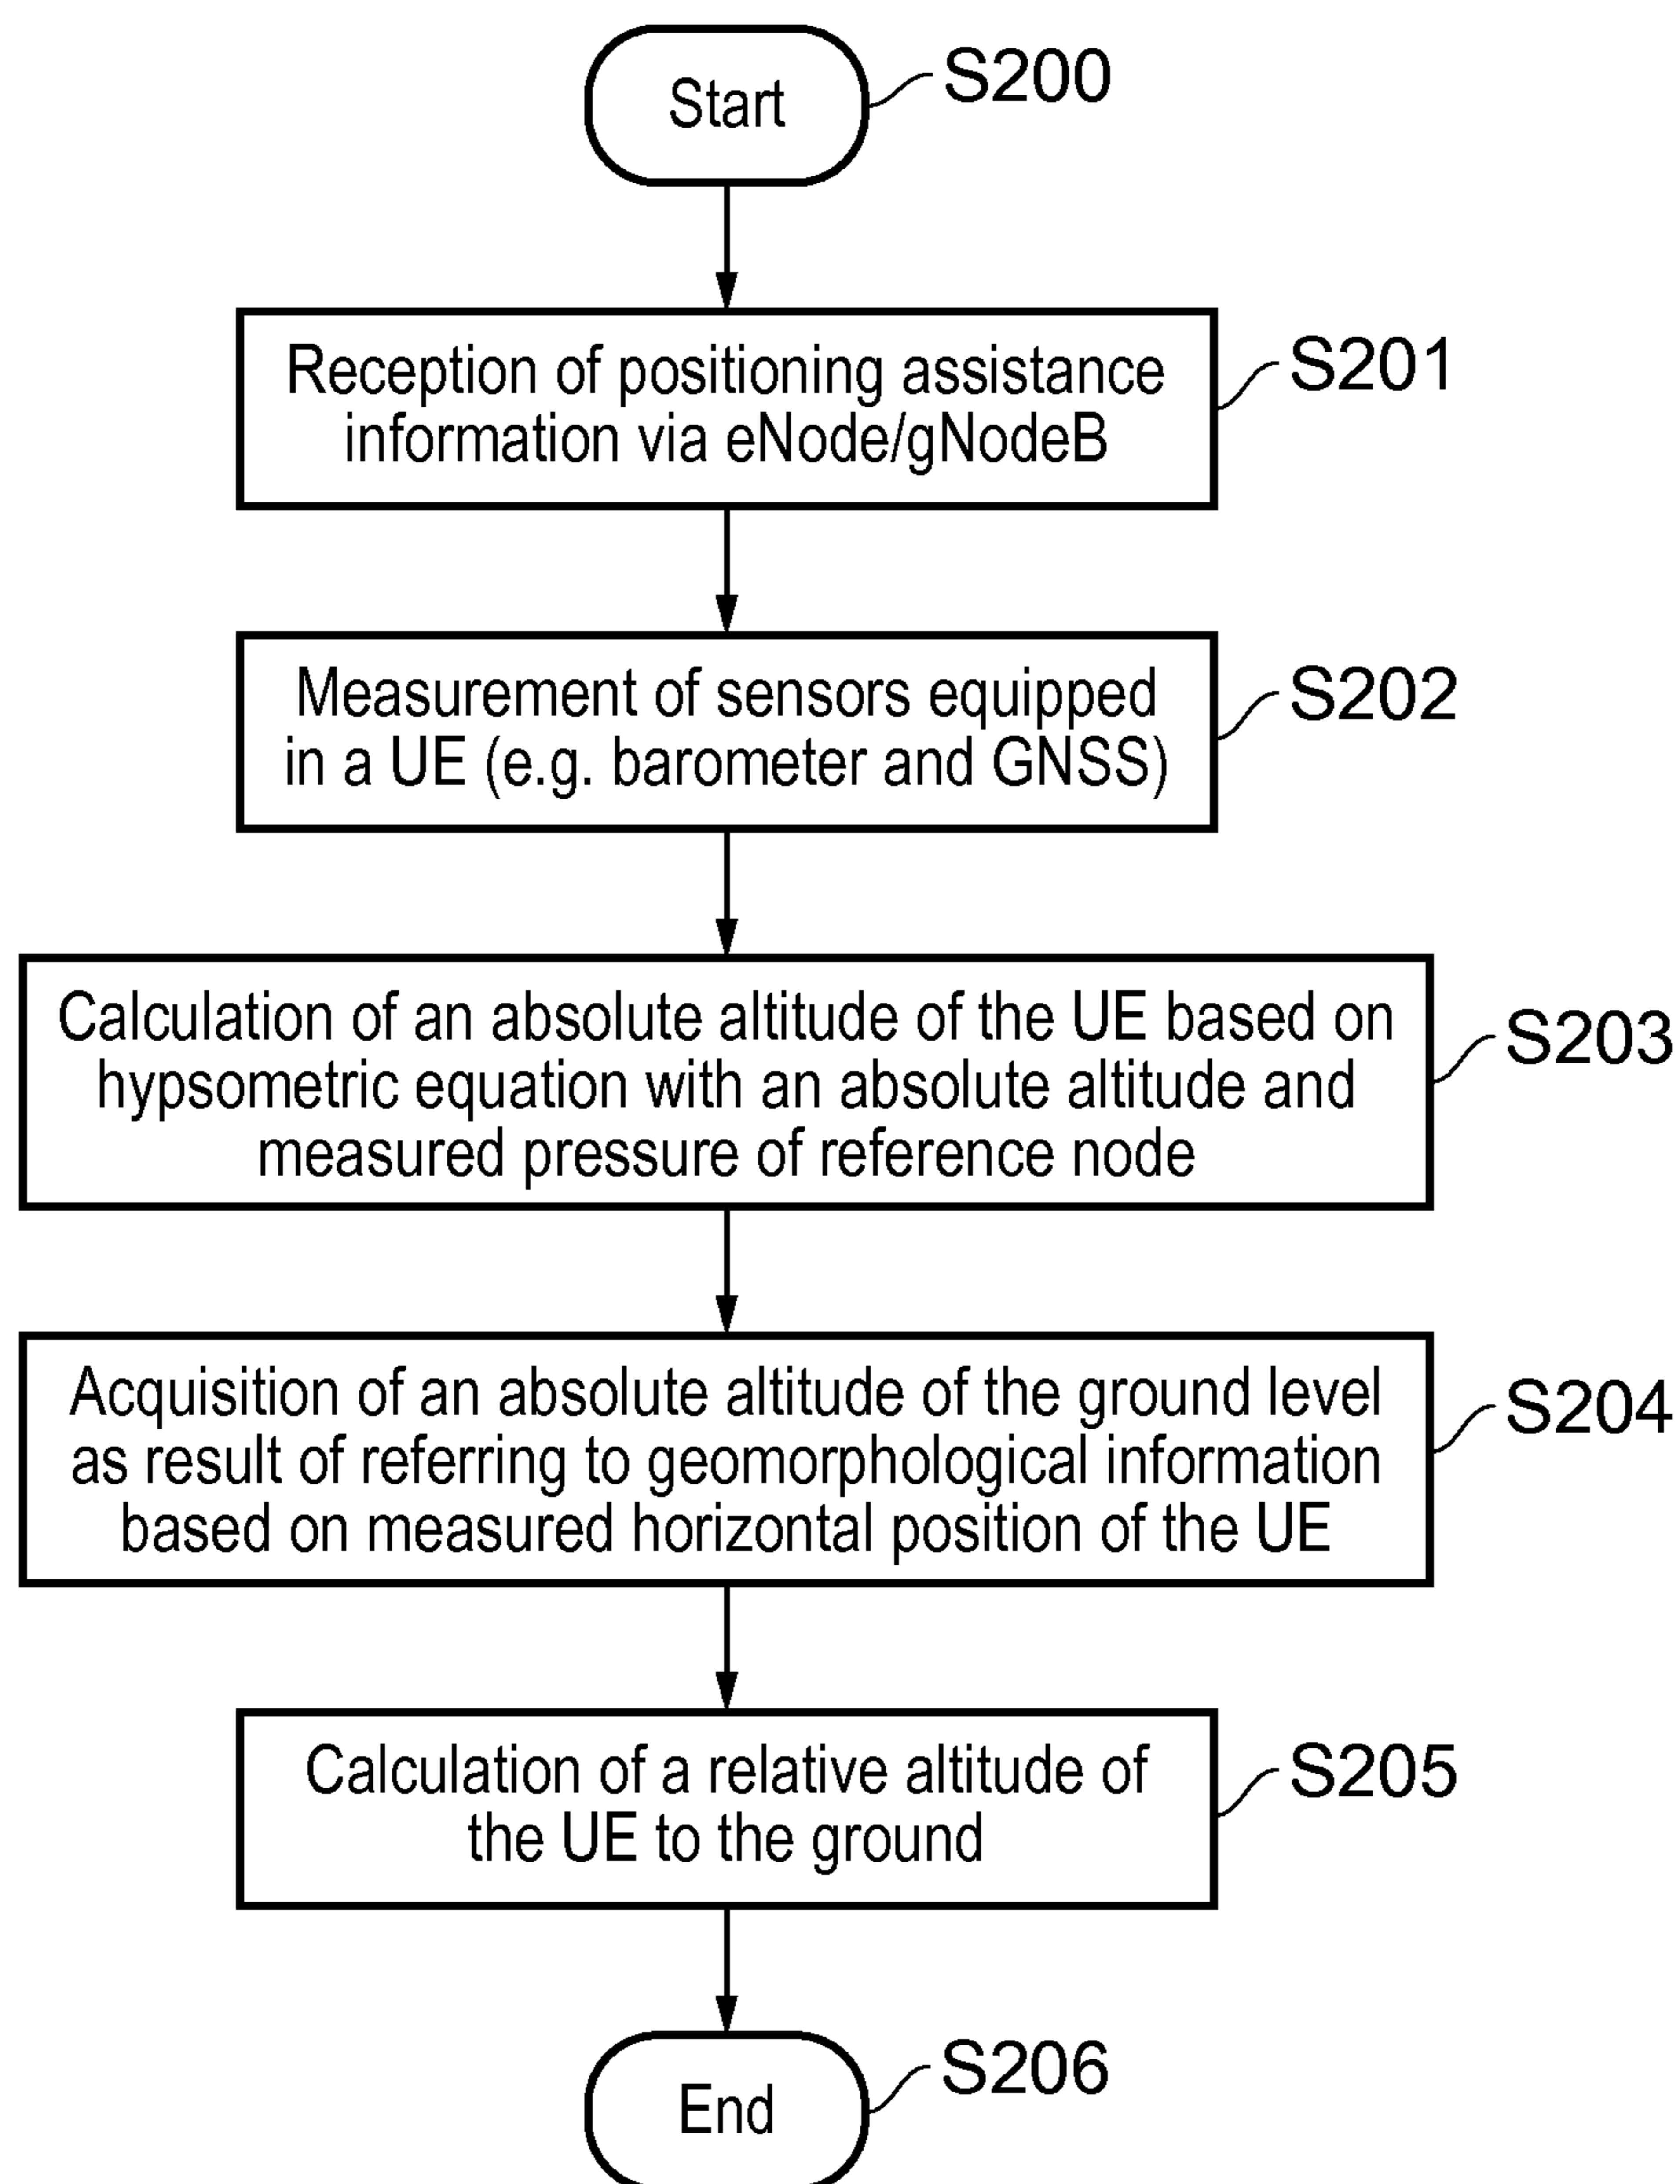 Start
S200
Reception of positioning assistance
information via eNode/gNodeB
S201
Measurement of sensors equipped
in a UE (e.g. barometer and GNSS)
S202
Calculation of an absolute altitude of the UE based on
hypsometric equation with an absolute altitude and
measured pressure of reference node
S203
Acquisition of an absolute altitude of the ground level
as result of referring to geomorphological information
based on measured horizontal position of the UE
S204
Calculation of a relative altitude of
the UE to the ground
S205
End
S206